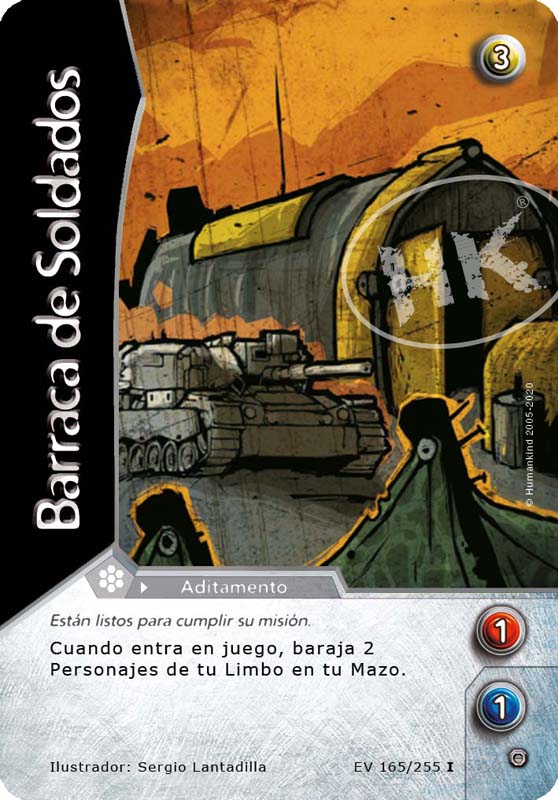 3
Barraca de Soldados
HK®
© Humankind 2005-2020
Aditamento
Están listos para cumplir su misión.
Cuando entra en juego, baraja 2
Personajes de tu Limbo en tu Mazo.
1
1
Ilustrador: Sergio Lantadilla
EV 165/255 I